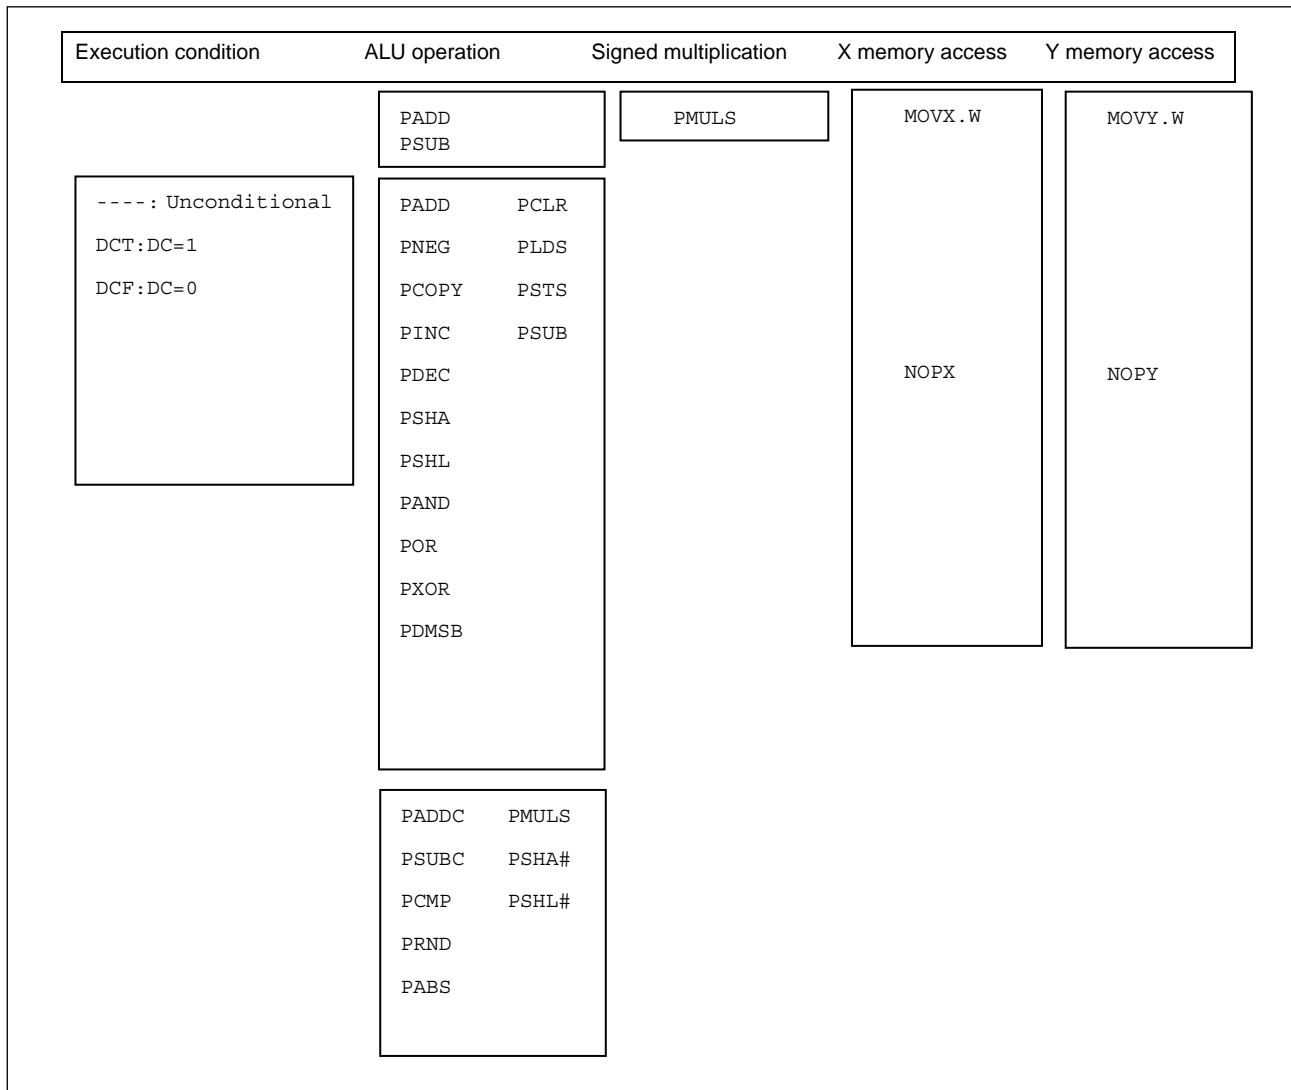 Execution condition ALU operation Signed multiplication X memory access Y memory access
PADD PMULS MOVX.W MOVY.W
PSUB
----: Unconditional PADD PCLR
DCT:DC=1 PNEG PLDS
DCF:DC=0 PCOPY PSTS
PINC PSUB
PDEC NOPX NOPY
PSHA
PSHL
PAND
POR
PXOR
PDMSB
PADDC PMULS
PSUBC PSHA#
PCMP PSHL#
PRND
PABS